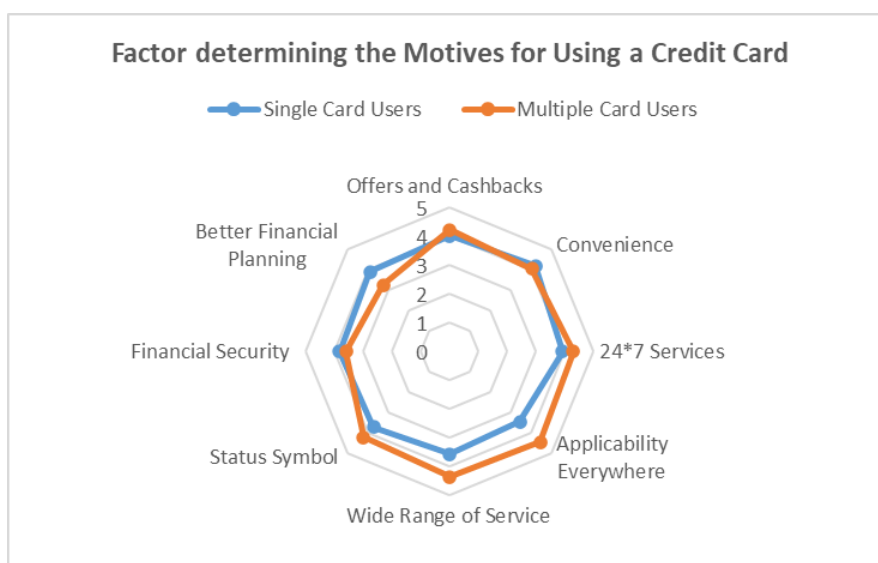 Factor determining the Motives for Using a Credit Card
Single Card Users
Multiple Card Users
Offers and Cashbacks
Convenience
24*7 Services
Applicability
Everywhere
Wide Range of Service
Status Symbol
Financial Security
Better Financial
Planning
5
4
3
2
1
0